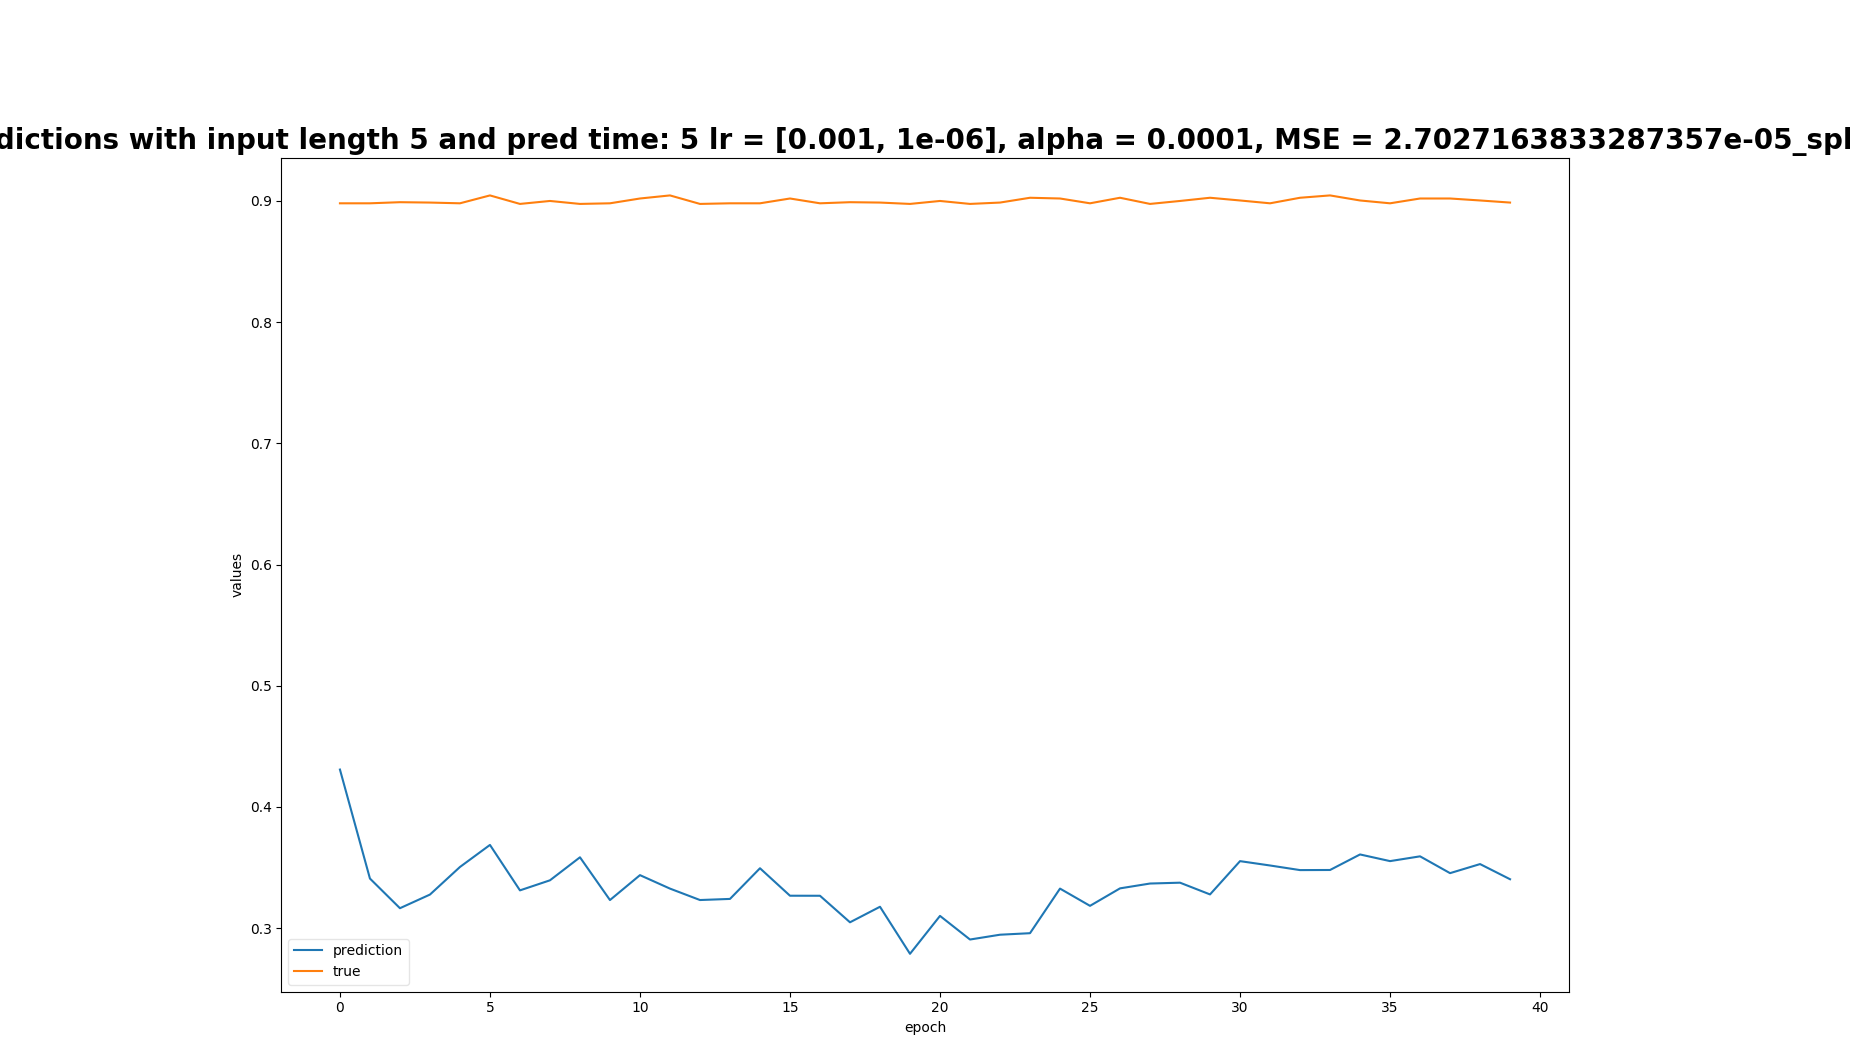 dictions with input length 5 and pred time: 5 lr = [0.001, 1e-06], alpha = 0.0001, MSE = 2.7027163833287357e-05_spl
0.9
0.8
0.7
0.6
0.5
0.4
0.3
values
prediction
true
0 5 10 15 20 25 30 35 40
epoch